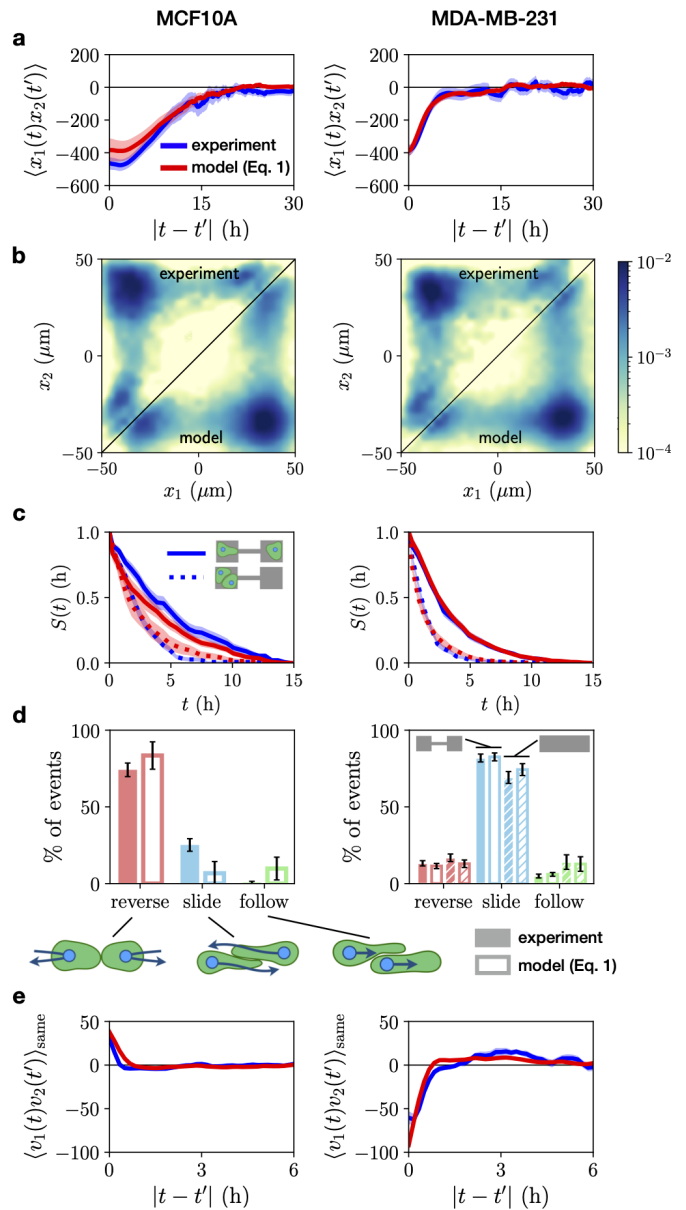 MCF10A MDA-MB-231
a
⟨x₁(t)x₂(t′)⟩
200
0
−200
−400
−600
experiment
model (Eq. 1)
0 15 30
|t − t′| (h)
⟨x₁(t)x₂(t′)⟩
200
0
−200
−400
−600
0 15 30
|t − t′| (h)
b
x₂ (μm)
50
0
−50
experiment
model
−50 0 50
x₁ (μm)
x₂ (μm)
50
0
−50
experiment
model
−50 0 50
x₁ (μm)
10⁻²
10⁻³
10⁻⁴
c
S(t) (h)
1.0
0.5
0.0
0 5 10 15
t (h)
S(t) (h)
1.0
0.5
0.0
0 5 10 15
t (h)
d
% of events
100
50
0
reverse slide follow
% of events
100
50
0
reverse slide follow
experiment
model (Eq. 1)
e
⟨v₁(t)v₂(t′)⟩same
50
0
−50
−100
0 3 6
|t − t′| (h)
⟨v₁(t)v₂(t′)⟩same
50
0
−50
−100
0 3 6
|t − t′| (h)